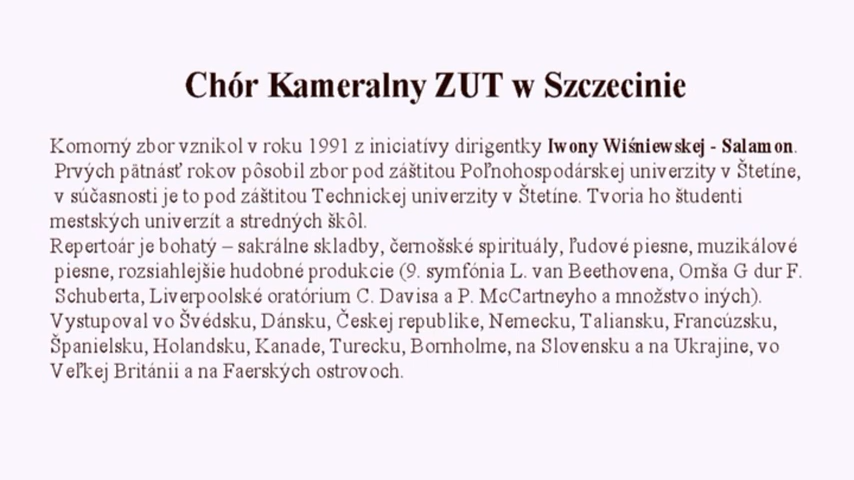 Chór Kameralny ZUT w Szczecinie
Komorný zbor vznikol v roku 1991 z iniciatívy dirigentky Iwony Wiśniewskej - Salamon.
Prvých pätnásť rokov pôsobil zbor pod záštitou Poľnohospodárskej univerzity v Štetíne,
v súčasnosti je to pod záštitou Technickej univerzity v Štetíne. Tvoria ho študenti
mestských univerzít a stredných škôl.
Repertoár je bohatý – sakrálne skladby, černošské spirituály, ľudové piesne, muzikálové
piesne, rozsiahlejšie hudobné produkcie (9. symfónia L. van Beethovena, Omša G dur F.
Schuberta, Liverpoolské oratórium C. Davisa a P. McCartneyho a množstvo iných).
Vystupoval vo Švédsku, Dánsku, Českej republike, Nemecku, Taliansku, Francúzsku,
Španielsku, Holandsku, Kanade, Turecku, Bornholme, na Slovensku a na Ukrajine, vo
Veľkej Británii a na Faerských ostrovoch.